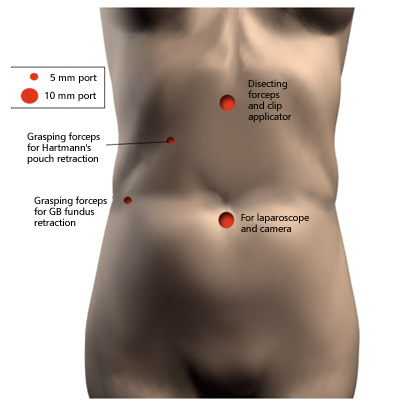 5 mm port
10 mm port
Disecting
forceps
and clip
applicator
Grasping forceps
for Hartmann's
pouch retraction
Grasping forceps
for GB fundus
retraction
For laparoscope
and camera